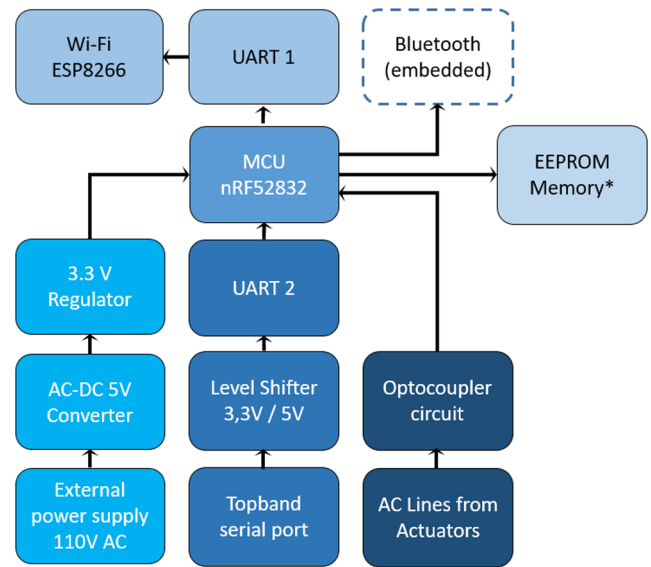 Wi-Fi
ESP8266
UART 1
Bluetooth
(embedded)
MCU
nRF52832
EEPROM
Memory*
3.3 V
Regulator
UART 2
AC-DC 5V
Converter
Level Shifter
3,3V / 5V
Optocoupler
circuit
External
power supply
110V AC
Topband
serial port
AC Lines from
Actuators